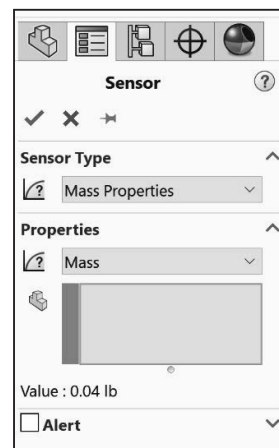 Sensor
?
Sensor Type
? Mass Properties
Properties
? Mass
Value : 0.04 lb
Alert